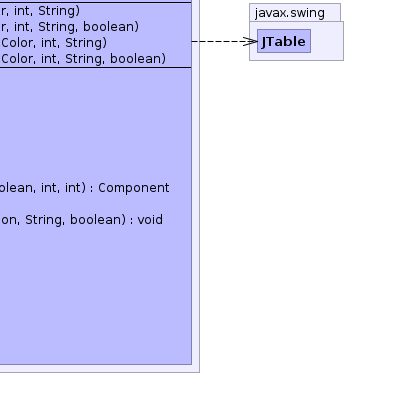 r, int, String)
r, int, String, boolean)
Color, int, String)
Color, int, String, boolean)
olean, int, int) : Component
on, String, boolean) : void
javax.swing
JTable